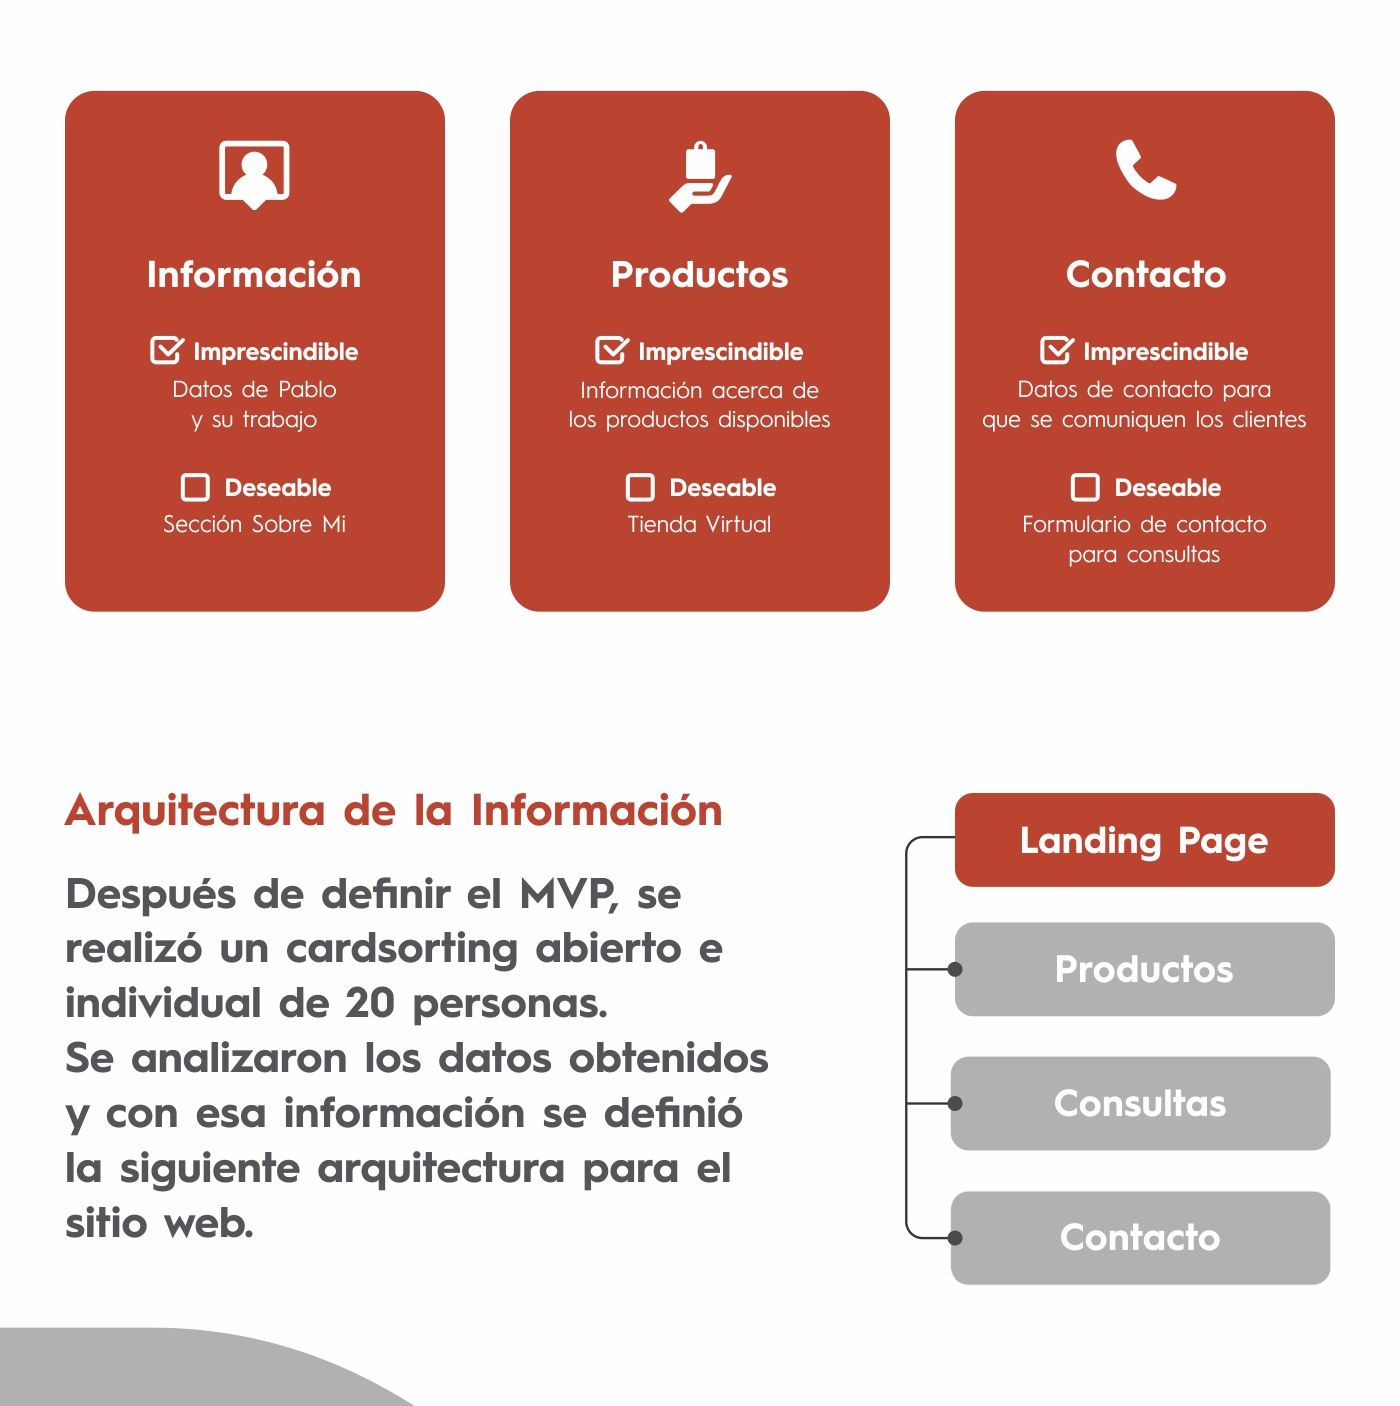 Información
Imprescindible
Datos de Pablo
y su trabajo
Deseable
Sección Sobre Mi
Productos
Imprescindible
Información acerca de
los productos disponibles
Deseable
Tienda Virtual
Contacto
Imprescindible
Datos de contacto para
que se comuniquen los clientes
Deseable
Formulario de contacto
para consultas
Arquitectura de la Información
Después de definir el MVP, se
realizó un cardsorting abierto e
individual de 20 personas.
Se analizaron los datos obtenidos
y con esa información se definió
la siguiente arquitectura para el
sitio web.
Landing Page
Productos
Consultas
Contacto